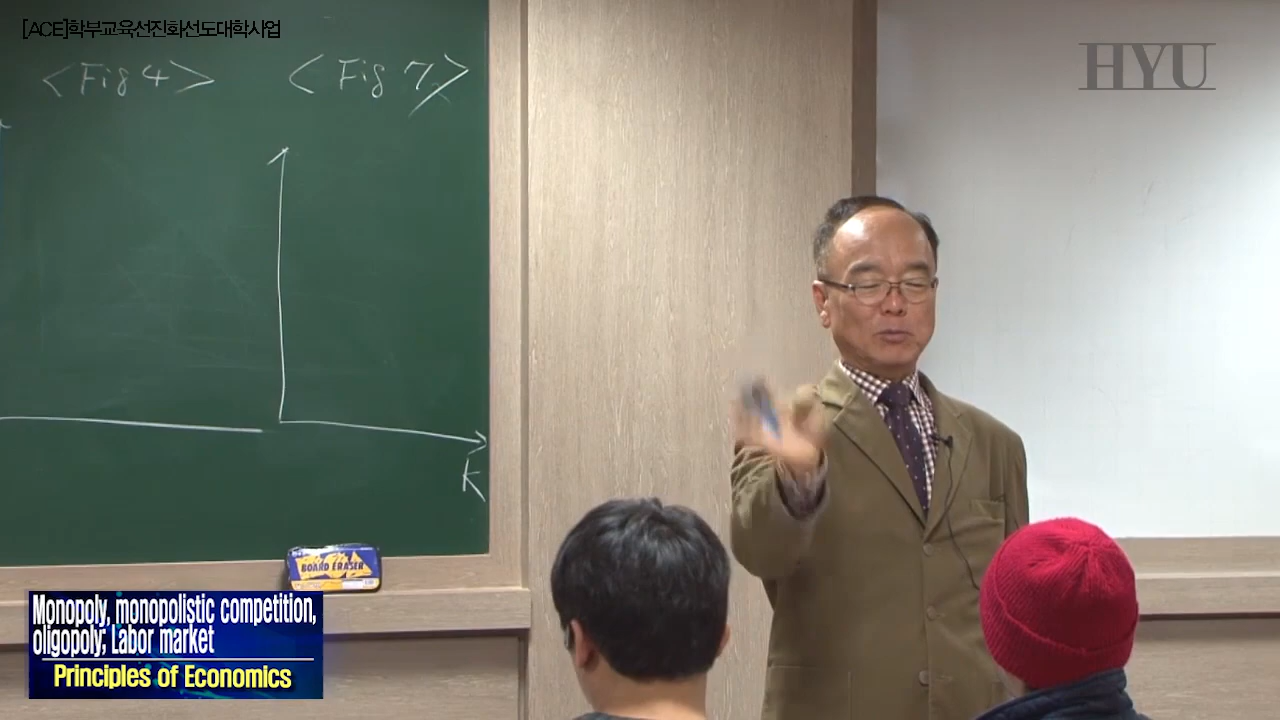 [ACE]학부교육선진화선도대학사업
HYU
<Fig 4>
<Fig 7>
K
BOARD ERASER
Monopoly, monopolistic competition,
oligopoly; Labor market
Principles of Economics